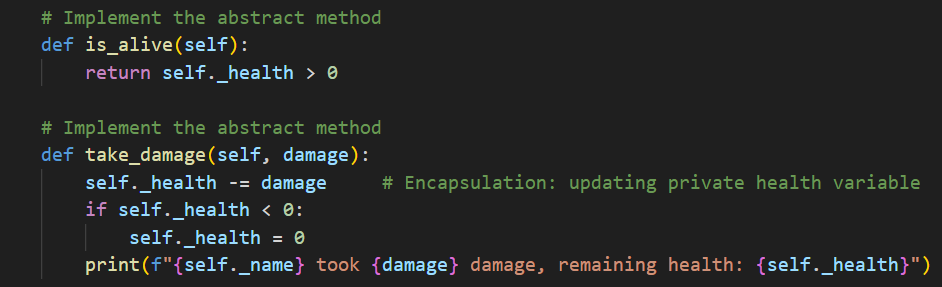 # Implement the abstract method
def is_alive(self):
    return self._health > 0

# Implement the abstract method
def take_damage(self, damage):
    self._health -= damage     # Encapsulation: updating private health variable
    if self._health < 0:
        self._health = 0
    print(f"{self._name} took {damage} damage, remaining health: {self._health}")